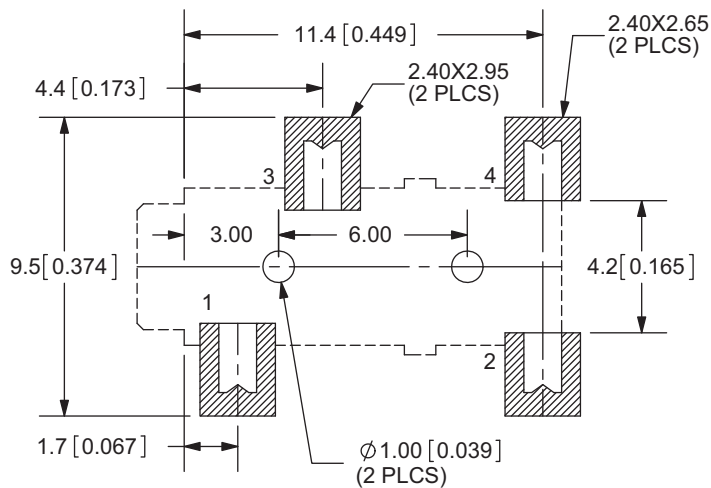 11.4 [0.449]
2.40X2.65
(2 PLCS)
4.4 [0.173]
2.40X2.95
(2 PLCS)
3
4
3.00
6.00
9.5 [0.374]
4.2 [0.165]
1
2
1.7 [0.067]
Ø1.00 [0.039]
(2 PLCS)